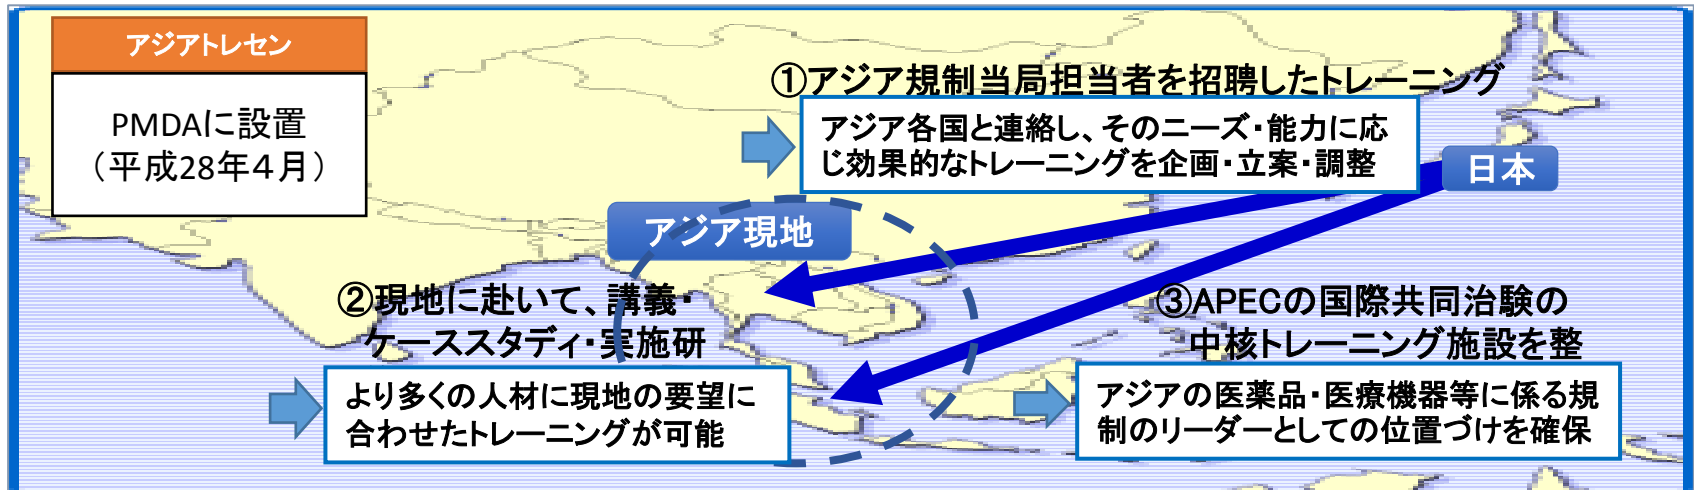 アジアトレセン
PMDAに設置
（平成28年４月）
①アジア規制当局担当者を招聘したトレーニング
アジア各国と連絡し、そのニーズ・能力に応
じ効果的なトレーニングを企画・立案・調整
日本
アジア現地
②現地に赴いて、講義・
ケーススタディ・実施研
より多くの人材に現地の要望に
合わせたトレーニングが可能
③APECの国際共同治験の
中核トレーニング施設を整
アジアの医薬品・医療機器等に係る規
制のリーダーとしての位置づけを確保